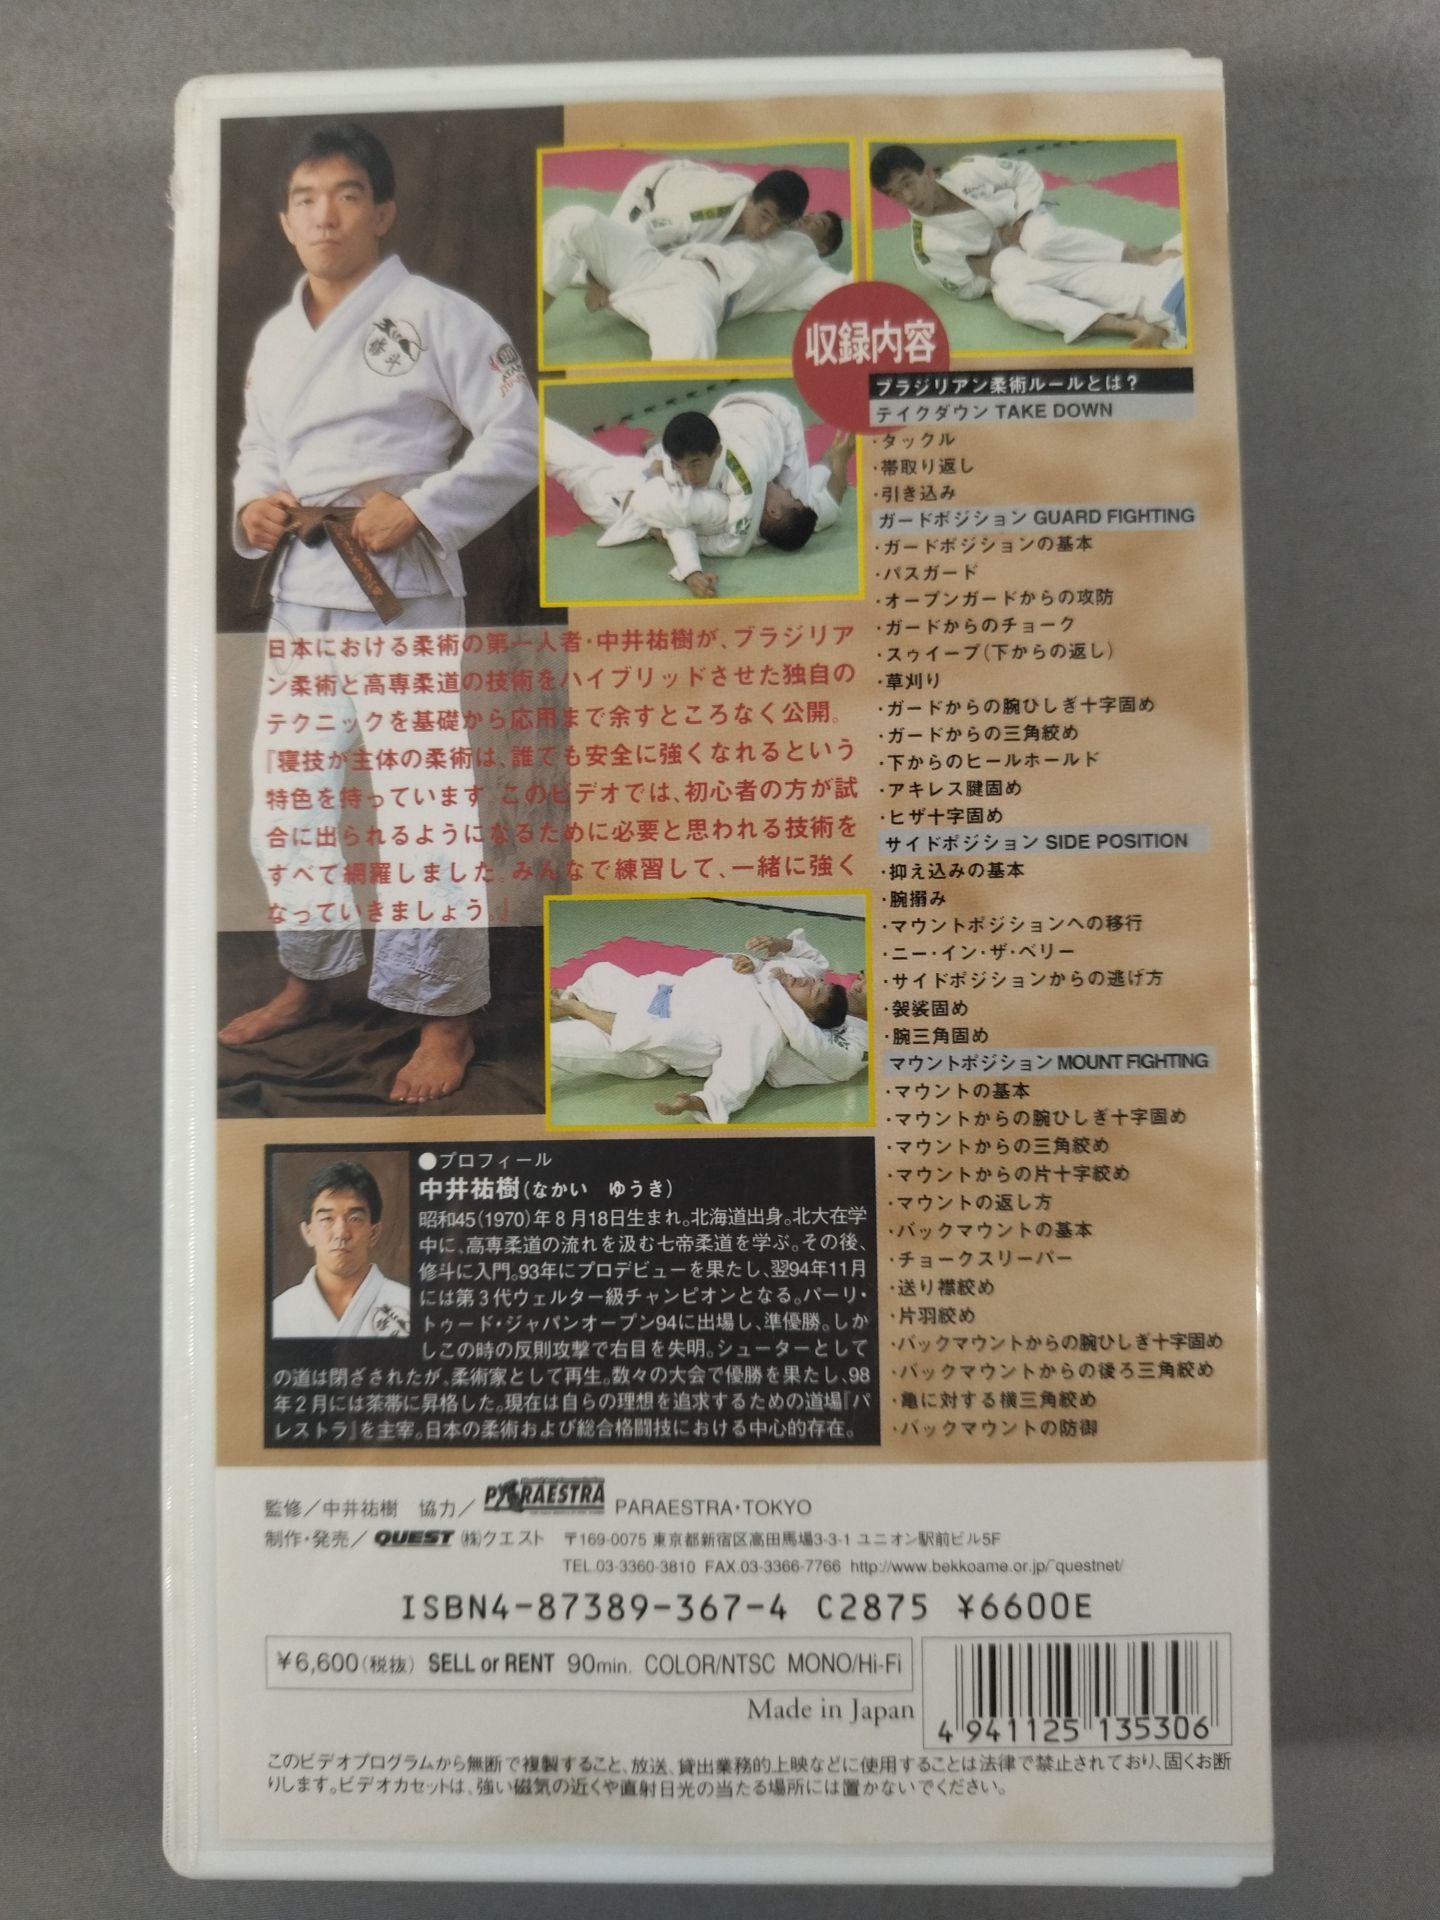 収録内容
ブラジリアン柔術ルールとは?
テイクダウン TAKE DOWN
・タックル
・帯取り返し
・引き込み
ガードポジション GUARD FIGHTING
・ガードポジションの基本
・パスガード
・オープンガードからの攻防
・ガードからのチョーク
・スゥイープ(下からの返し)
・草刈り
・ガードからの腕ひしぎ十字固め
・ガードからの三角絞め
・下からのヒールホールド
・アキレス腱固め
・ヒザ十字固め
サイドポジション SIDE POSITION
・抑え込みの基本
・腕搦み
・マウントポジションへの移行
・ニー・イン・ザ・ベリー
・サイドポジションからの逃げ方
・袈裟固め
・腕三角固め
マウントポジション MOUNT FIGHTING
・マウントの基本
・マウントからの腕ひしぎ十字固め
・マウントからの三角絞め
・マウントからの片十字絞め
・マウントの返し方
・バックマウントの基本
・チョークスリーパー
・送り襟絞め
・片羽絞め
・バックマウントからの腕ひしぎ十字固め
・バックマウントからの後ろ三角絞め
・亀に対する横三角絞め
・バックマウントの防御
日本における柔術の第一人者・中井祐樹が、ブラジリア
ン柔術と高専柔道の技術をハイブリッドさせた独自の
テクニックを基礎から応用まで余すところなく公開。
『寝技が主体の柔術は、誰でも安全に強くなれるという
特色を持っています。このビデオでは、初心者の方が試
合に出られるようになるために必要と思われる技術を
すべて網羅しました。みんなで練習して、一緒に強く
なっていきましょう。』
●プロフィール
中井祐樹(なかい ゆうき)
昭和45(1970)年8月18日生まれ。北海道出身。北大在学
中に、高専柔道の流れを汲む七帝柔道を学ぶ。その後、
修斗に入門。93年にプロデビューを果たし、翌94年11月
には第3代ウェルター級チャンピオンとなる。バーリ・
トゥード・ジャパンオープン94に出場し、準優勝。しか
しこの時の反則攻撃で右目を失明。シューターとして
の道は閉ざされたが、柔術家として再生。数々の大会で優勝を果たし、98
年2月には茶帯に昇格した。現在は自らの理想を追求するための道場『パ
レストラ』を主宰。日本の柔術および総合格闘技における中心的存在。
監修/中井祐樹 協力/PARAESTRA PARAESTRA・TOKYO
制作・発売/QUEST ㈱クエスト 〒169-0075 東京都新宿区高田馬場3-3-1 ユニオン駅前ビル5F
TEL.03-3360-3810 FAX.03-3366-7766 http://www.bekkoame.or.jp/~questnet/
ISBN4-87389-367-4 C2875 ¥6600E
¥6,600(税抜) SELL or RENT 90min. COLOR/NTSC MONO/Hi-Fi
Made in Japan
4 941125 135306
このビデオプログラムから無断で複製すること、放送、貸出業務的上映などに使用することは法律で禁止されており、固くお断
りします。ビデオカセットは、強い磁気の近くや直射日光の当たる場所には置かないでください。